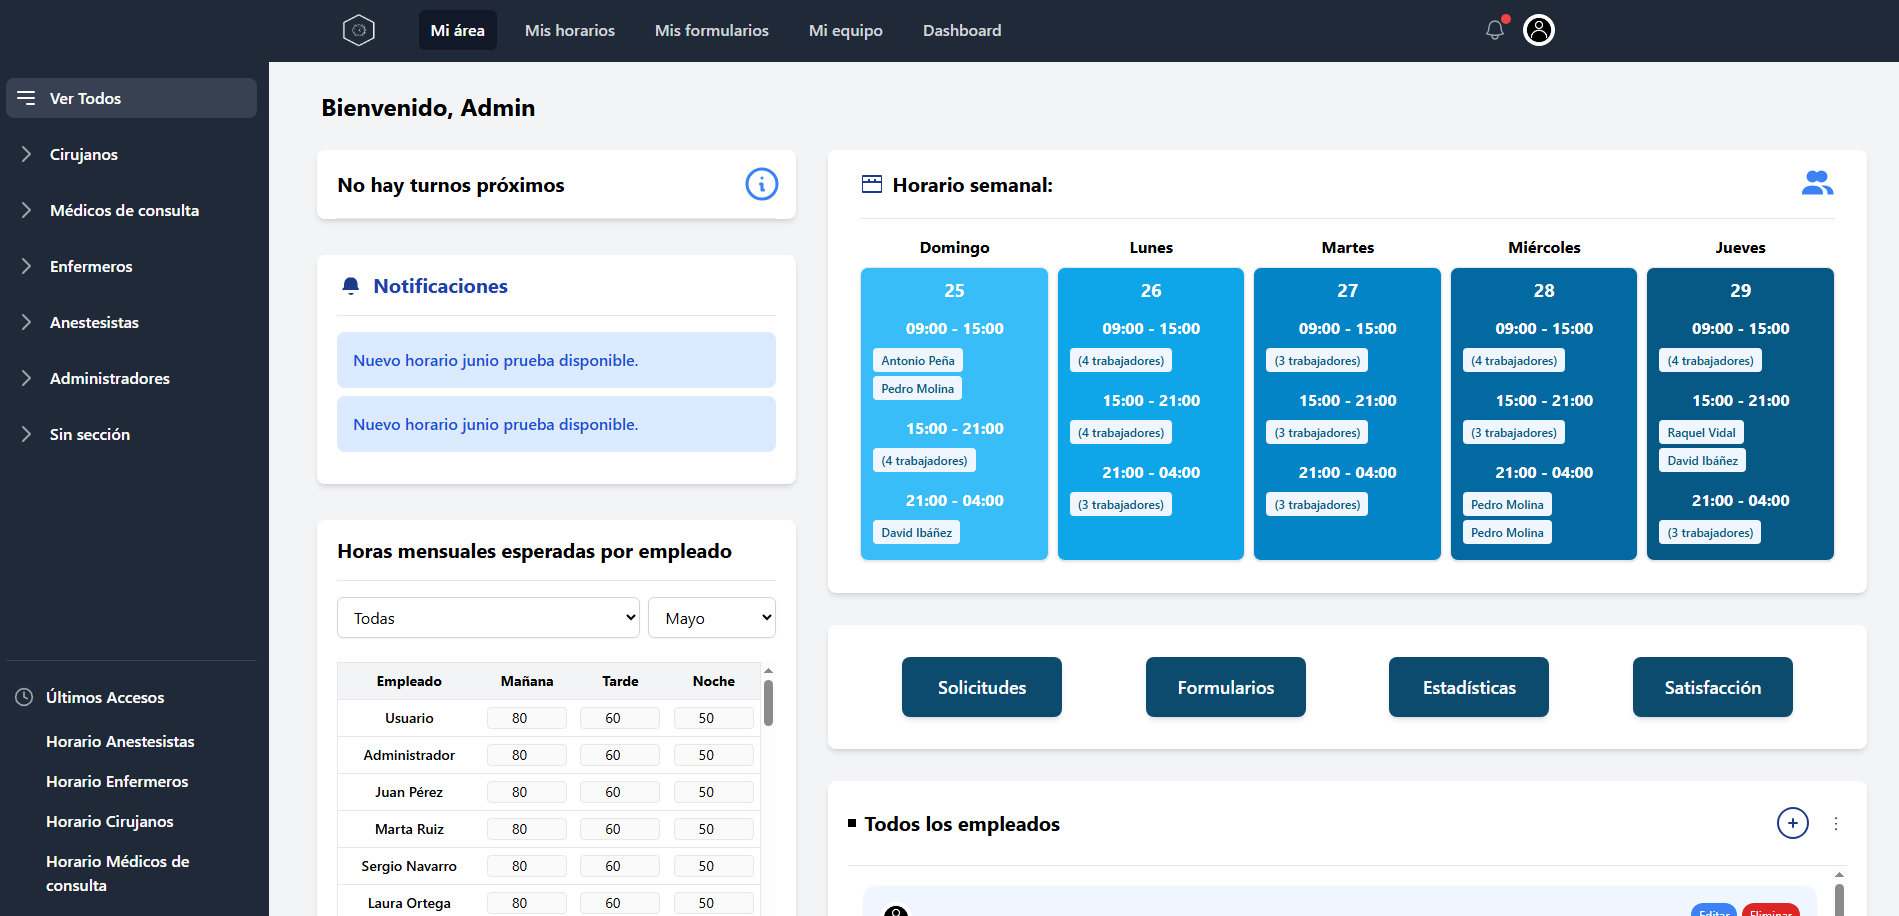 Mi área
Mis horarios
Mis formularios
Mi equipo
Dashboard
Ver Todos
Cirujanos
Médicos de consulta
Enfermeros
Anestesistas
Administradores
Sin sección
Últimos Accesos
Horario Anestesistas
Horario Enfermeros
Horario Cirujanos
Horario Médicos de
consulta
Bienvenido, Admin
No hay turnos próximos
Notificaciones
Nuevo horario junio prueba disponible.
Nuevo horario junio prueba disponible.
Horas mensuales esperadas por empleado
Todas
Mayo
Empleado Mañana Tarde Noche
Usuario 80 60 50
Administrador 80 60 50
Juan Pérez 80 60 50
Marta Ruiz 80 60 50
Sergio Navarro 80 60 50
Laura Ortega 80 60 50
Horario semanal:
Domingo
25
09:00 - 15:00
Antonio Peña
Pedro Molina
15:00 - 21:00
(4 trabajadores)
21:00 - 04:00
David Ibáñez
Lunes
26
09:00 - 15:00
(4 trabajadores)
15:00 - 21:00
(4 trabajadores)
21:00 - 04:00
(3 trabajadores)
Martes
27
09:00 - 15:00
(3 trabajadores)
15:00 - 21:00
(3 trabajadores)
21:00 - 04:00
(3 trabajadores)
Miércoles
28
09:00 - 15:00
(4 trabajadores)
15:00 - 21:00
(3 trabajadores)
21:00 - 04:00
Pedro Molina
Pedro Molina
Jueves
29
09:00 - 15:00
(4 trabajadores)
15:00 - 21:00
Raquel Vidal
David Ibáñez
21:00 - 04:00
(3 trabajadores)
Solicitudes
Formularios
Estadísticas
Satisfacción
Todos los empleados
Editar
Eliminar